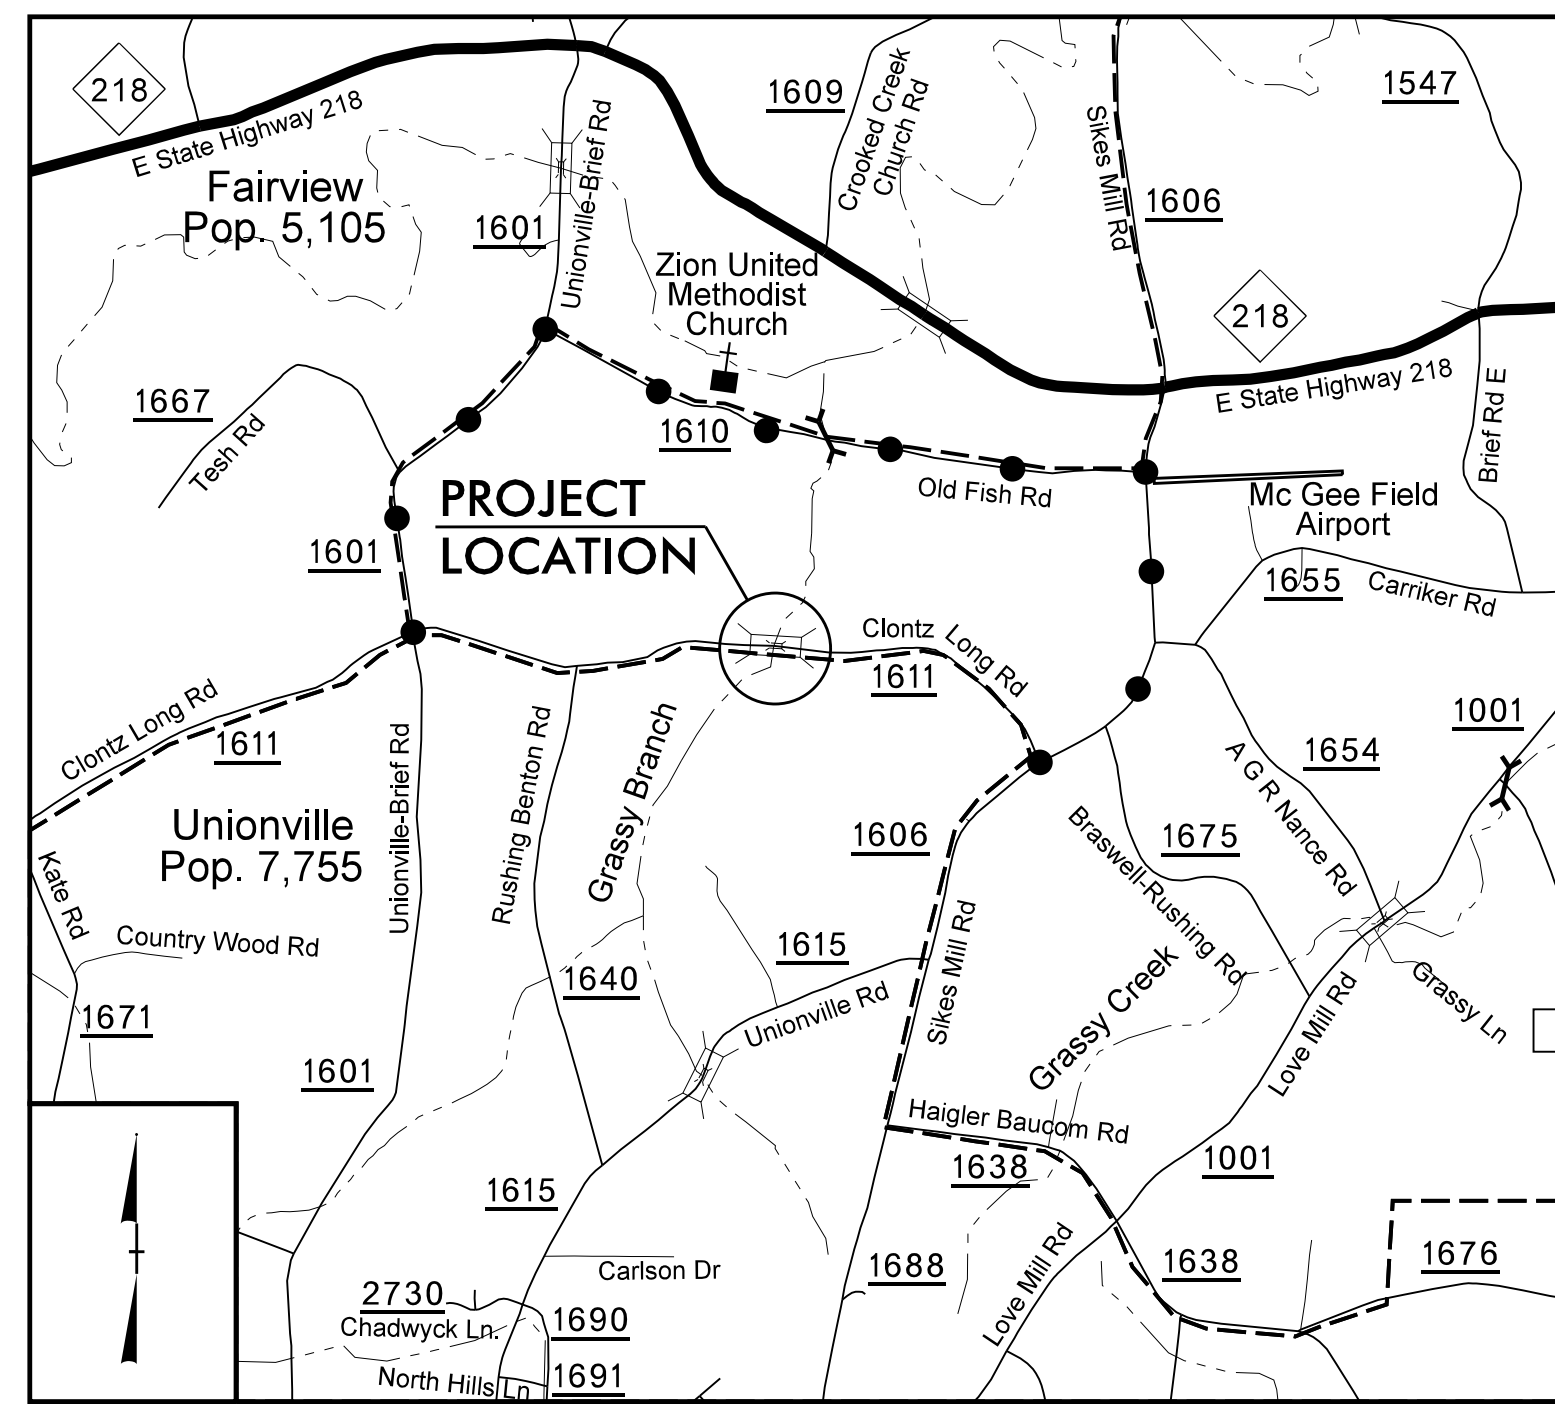 218
E State Highway 218
Fairview
Pop. 5,105
1601
Unionville-Brief Rd
1609
Crooked Creek
Church Rd
Sikes Mill Rd
1606
1547
Zion United
Methodist
Church
218
E State Highway 218
Brief Rd E
1667
Tesh Rd
1610
Old Fish Rd
Mc Gee Field
Airport
PROJECT
LOCATION
1601
1655
Carriker Rd
Clontz Long Rd
1611
Clontz Long Rd
1611
Unionville-Brief Rd
Rushing Benton Rd
Grassy Branch
1001
1654
A G R Nance Rd
Unionville
Pop. 7,755
Kate Rd
Country Wood Rd
1671
1606
1675
Braswell-Rushing Rd
Sikes Mill Rd
1615
Unionville Rd
1640
Grassy Creek
Grassy Ln
Love Mill Rd
1601
Haigler Baucom Rd
1638
1001
1615
Carlson Dr
1688
Love Mill Rd
1638
1676
2730
Chadwyck Ln.
1690
North Hills Ln
1691